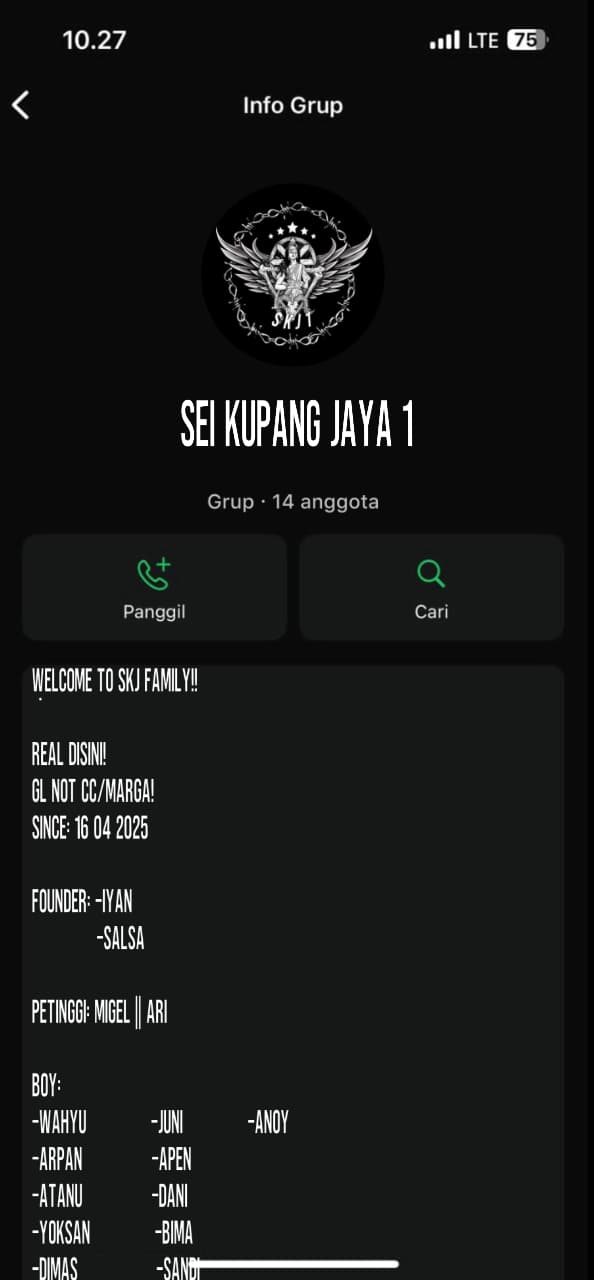 10.27 LTE 75
Info Grup
SKJ1
SEI KUPANG JAYA 1
Grup · 14 anggota
Panggil Cari
WELCOME TO SKJ FAMILY!!
REAL DISINI!
GL NOT CC/MARGA!
SINCE: 16 04 2025
FOUNDER: -IYAN
-SALSA
PETINGGI: MIGEL || ARI
BOY:
-WAHYU -JUNI -ANOY
-ARPAN -APEN
-ATANU -DANI
-YOKSAN -BIMA
-DIMAS -SANDI